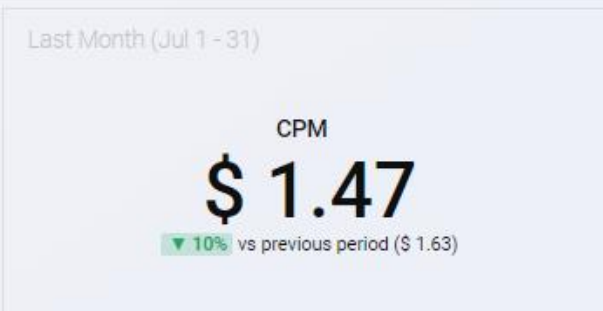 Last Month (Jul 1 - 31)
CPM
$ 1.47
▼ 10% vs previous period ($ 1.63)